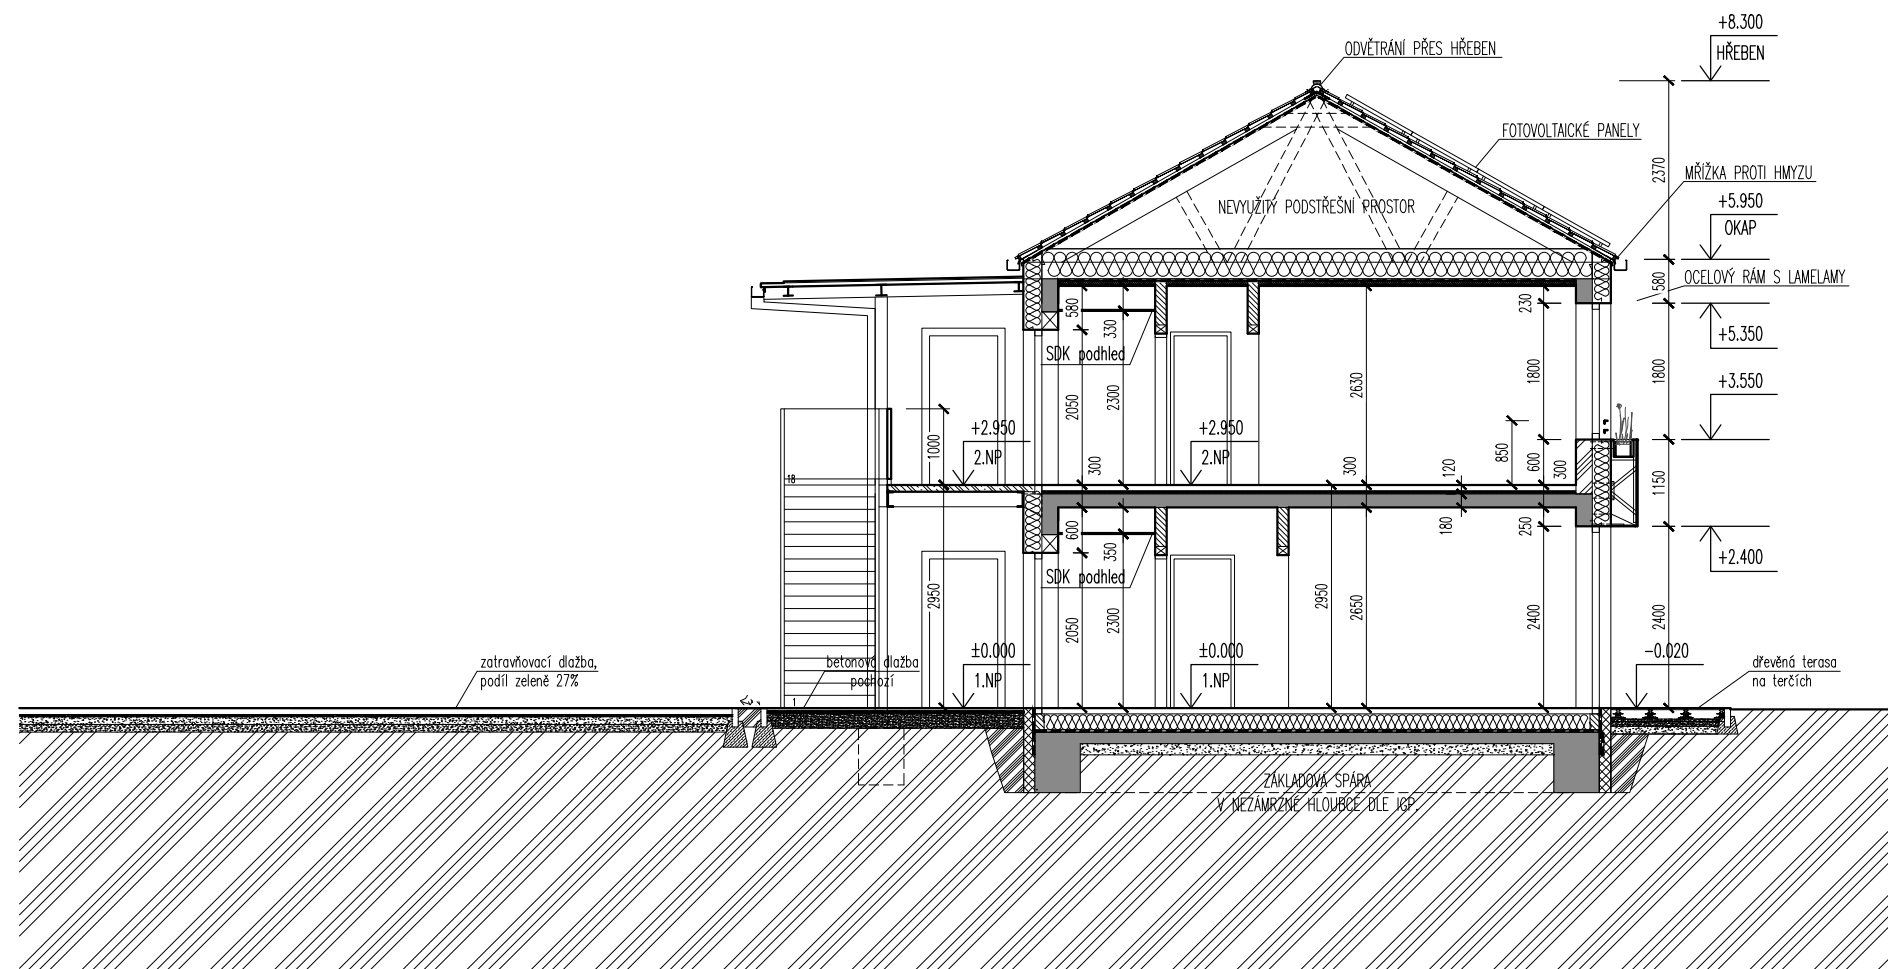 +8.300
HŘEBEN
ODVĚTRÁNÍ PŘES HŘEBEN
FOTOVOLTAICKÉ PANELY
2370
MŘÍŽKA PROTI HMYZU
NEVYUŽITÝ PODSTŘEŠNÍ PROSTOR
+5.950
OKAP
OCELOVÝ RÁM S LAMELAMY
580
580
330
230
+5.350
SDK podhled
2050
2300
2630
1800
1800
+3.550
1000
+2.950
2.NP
+2.950
2.NP
850
18
300
300
120
600
300
1150
600
350
180
250
+2.400
SDK podhled
2950
2050
2300
2950
2650
2400
2400
zatravňovací dlažba,
podíl zeleně 27%
betonová dlažba
pochozí
±0.000
1.NP
±0.000
1.NP
-0.020
dřevěná terasa
na terčích
1
ZÁKLADOVÁ SPÁRA
V NEZÁMRZNÉ HLOUBCE DLE IGP.